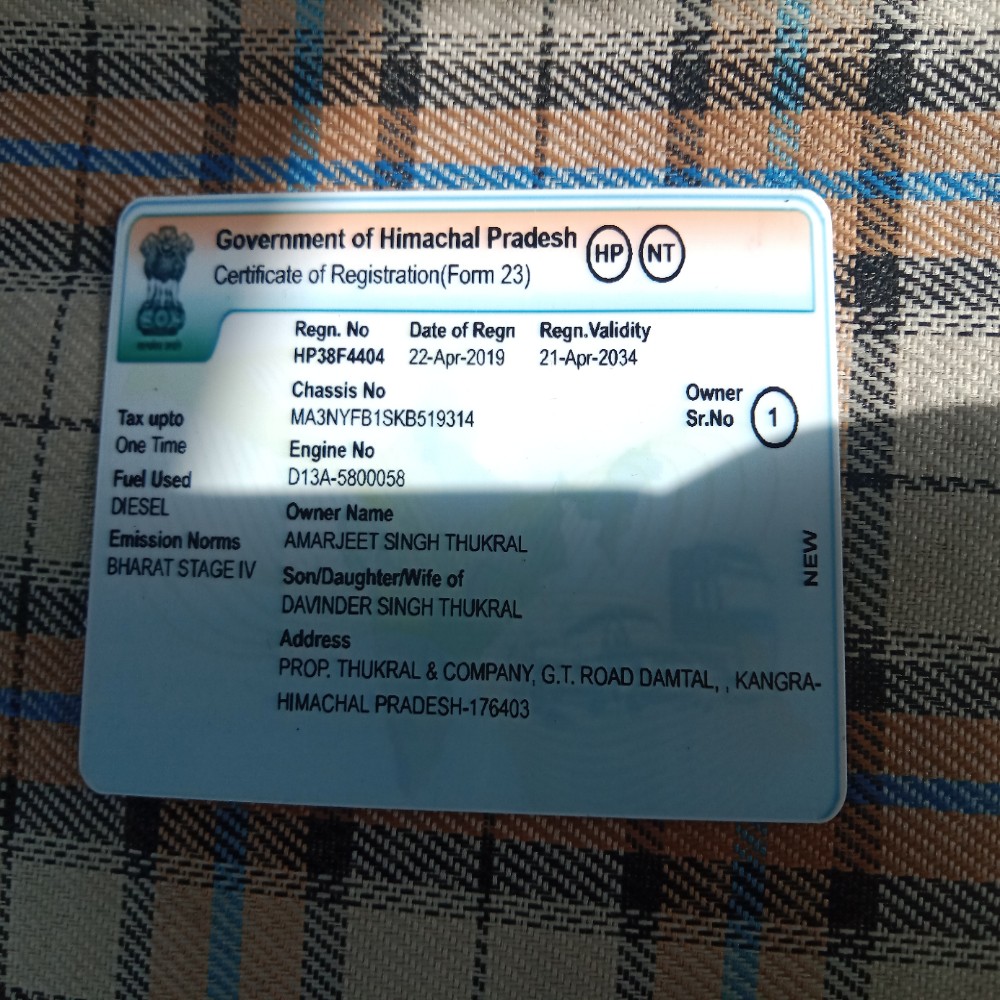 Government of Himachal Pradesh
Certificate of Registration(Form 23)
HP NT
Regn. No Date of Regn Regn.Validity
HP38F4404 22-Apr-2019 21-Apr-2034
Chassis No
MA3NYFB1SKB519314
Owner
Sr.No 1
Tax upto
One Time
Engine No
D13A-5800058
Fuel Used
DIESEL
Owner Name
AMARJEET SINGH THUKRAL
Emission Norms
BHARAT STAGE IV
Son/Daughter/Wife of
DAVINDER SINGH THUKRAL
NEW
Address
PROP. THUKRAL & COMPANY, G.T. ROAD DAMTAL, , KANGRA-
HIMACHAL PRADESH-176403